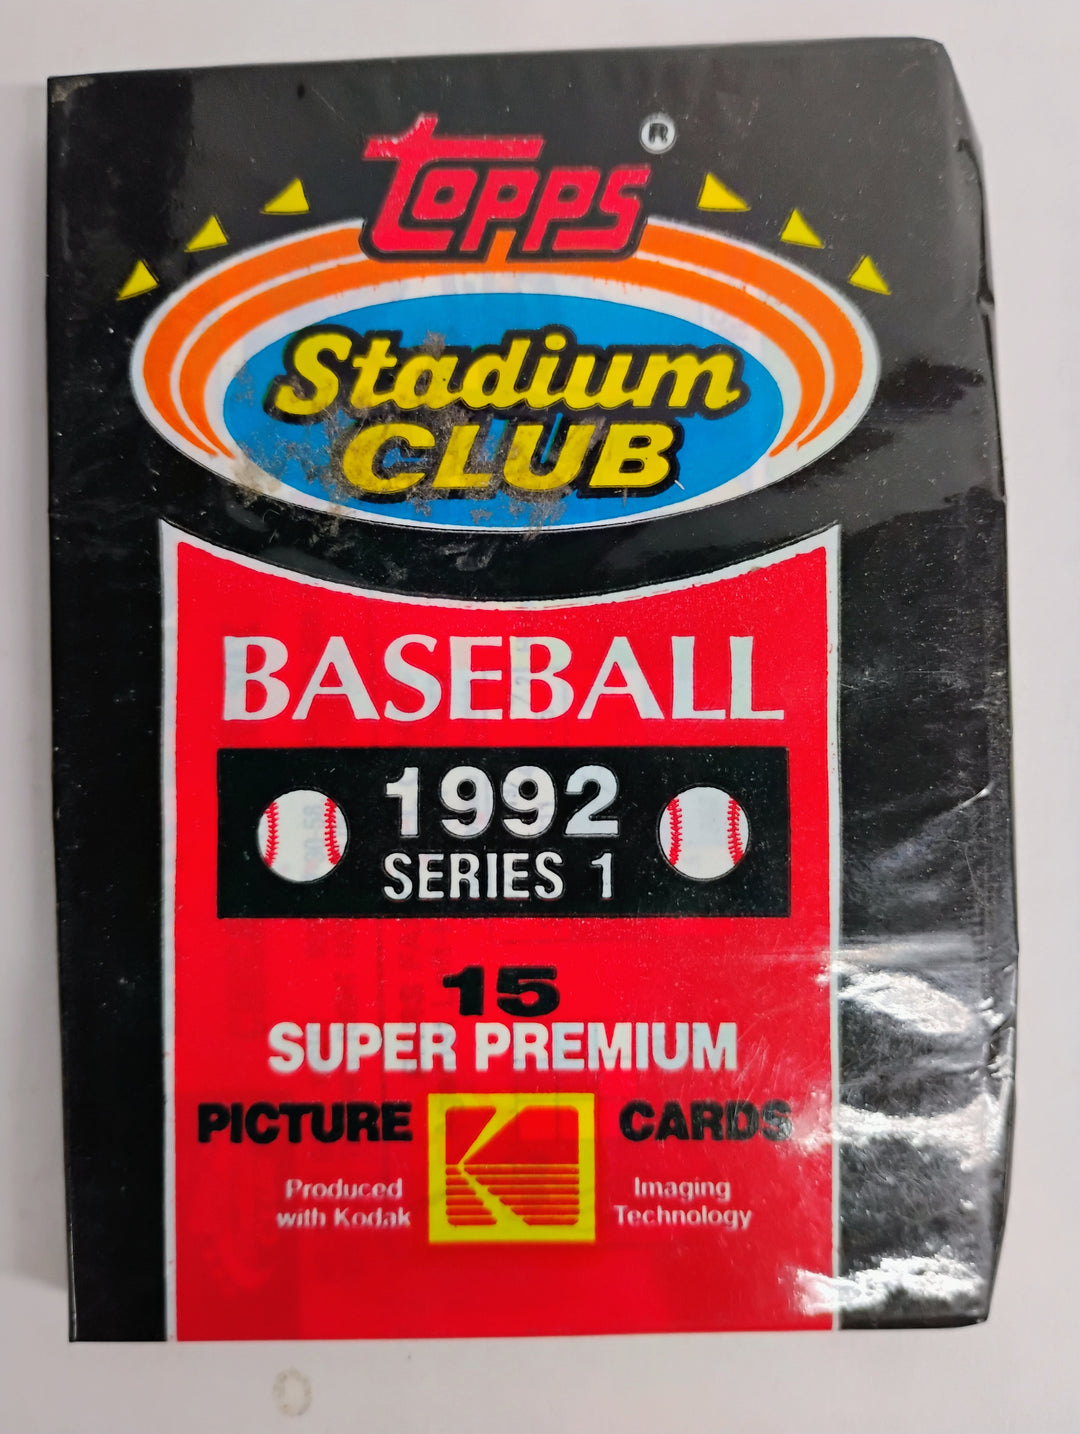 Topps ®
Stadium
CLUB
BASEBALL
1992
SERIES 1
15
SUPER PREMIUM
PICTURE CARDS
Produced
with Kodak
Imaging
Technology